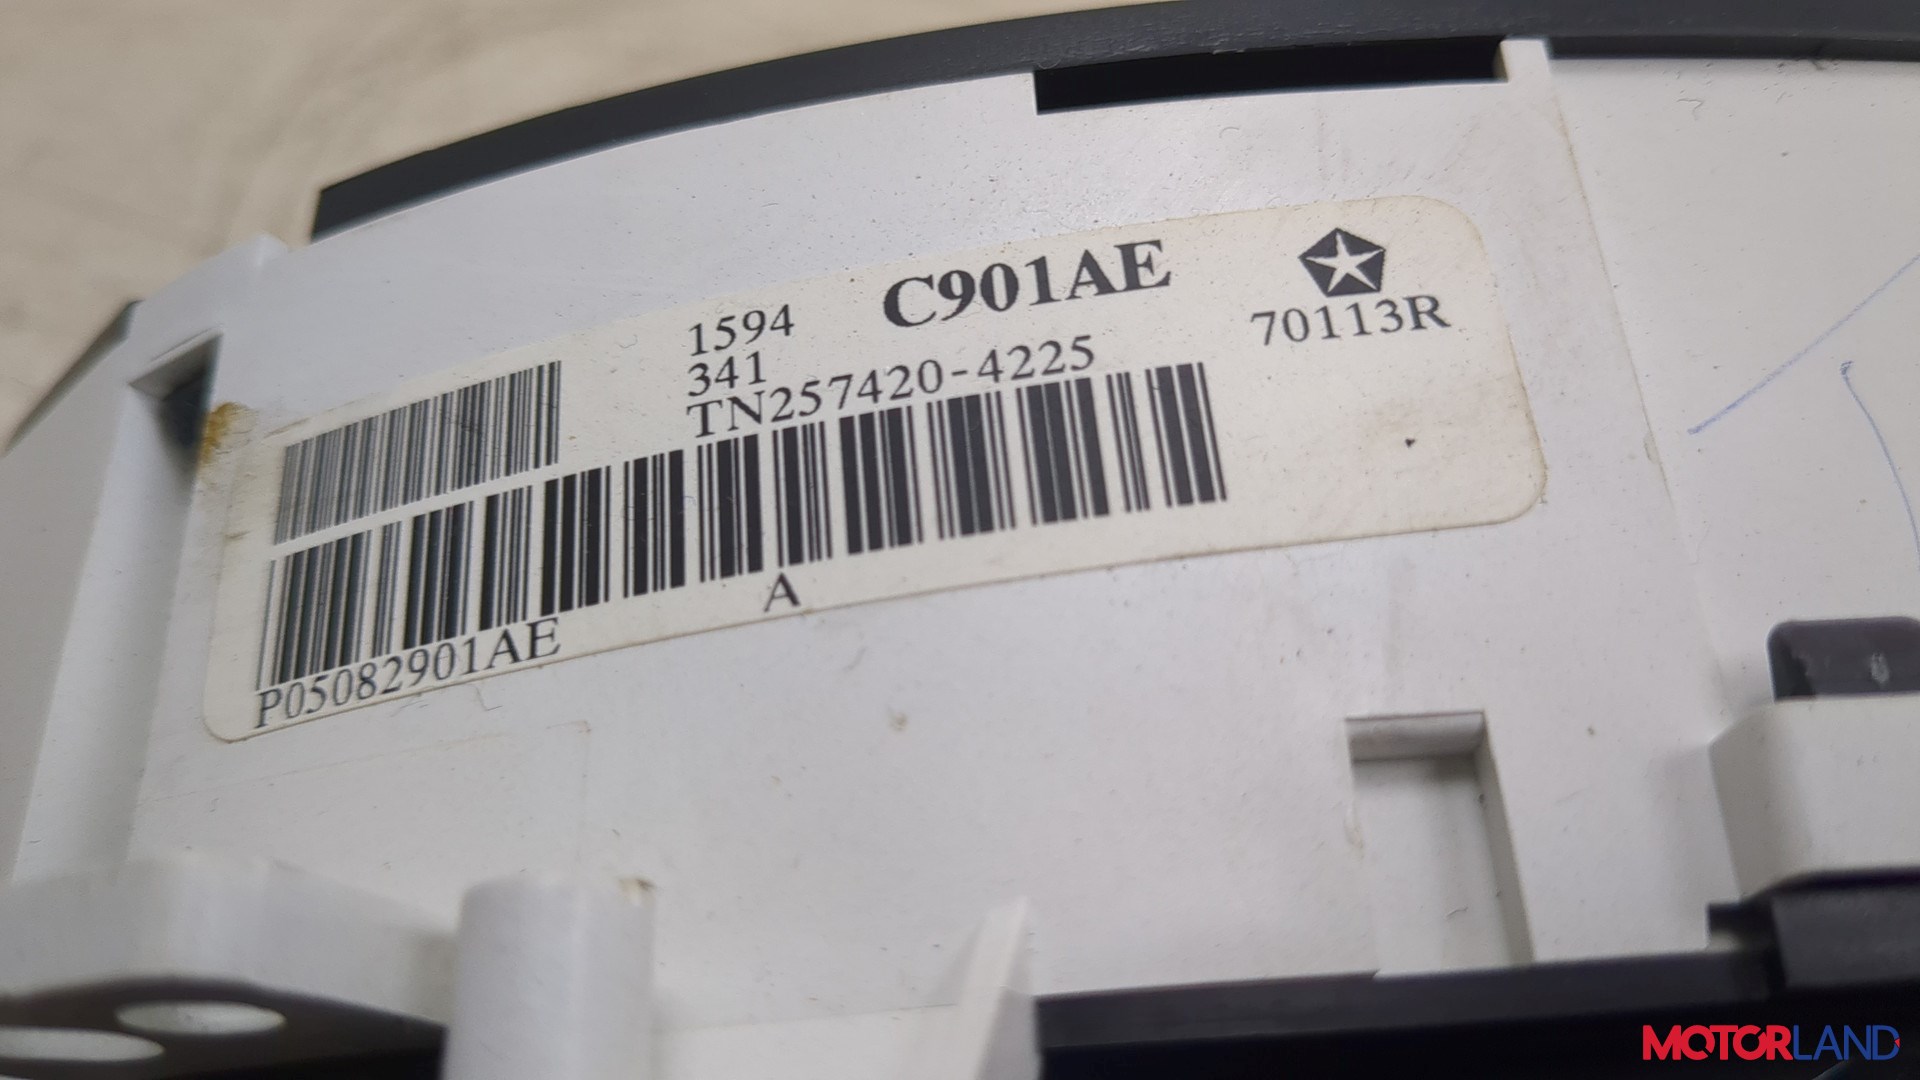 1594 C901AE
341 70113R
TN257420-4225
A
P05082901AE
MOTORLAND